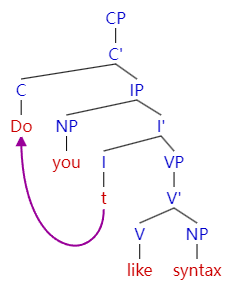 CP
C'
C IP
Do NP I'
you I VP
t V'
V NP
like syntax